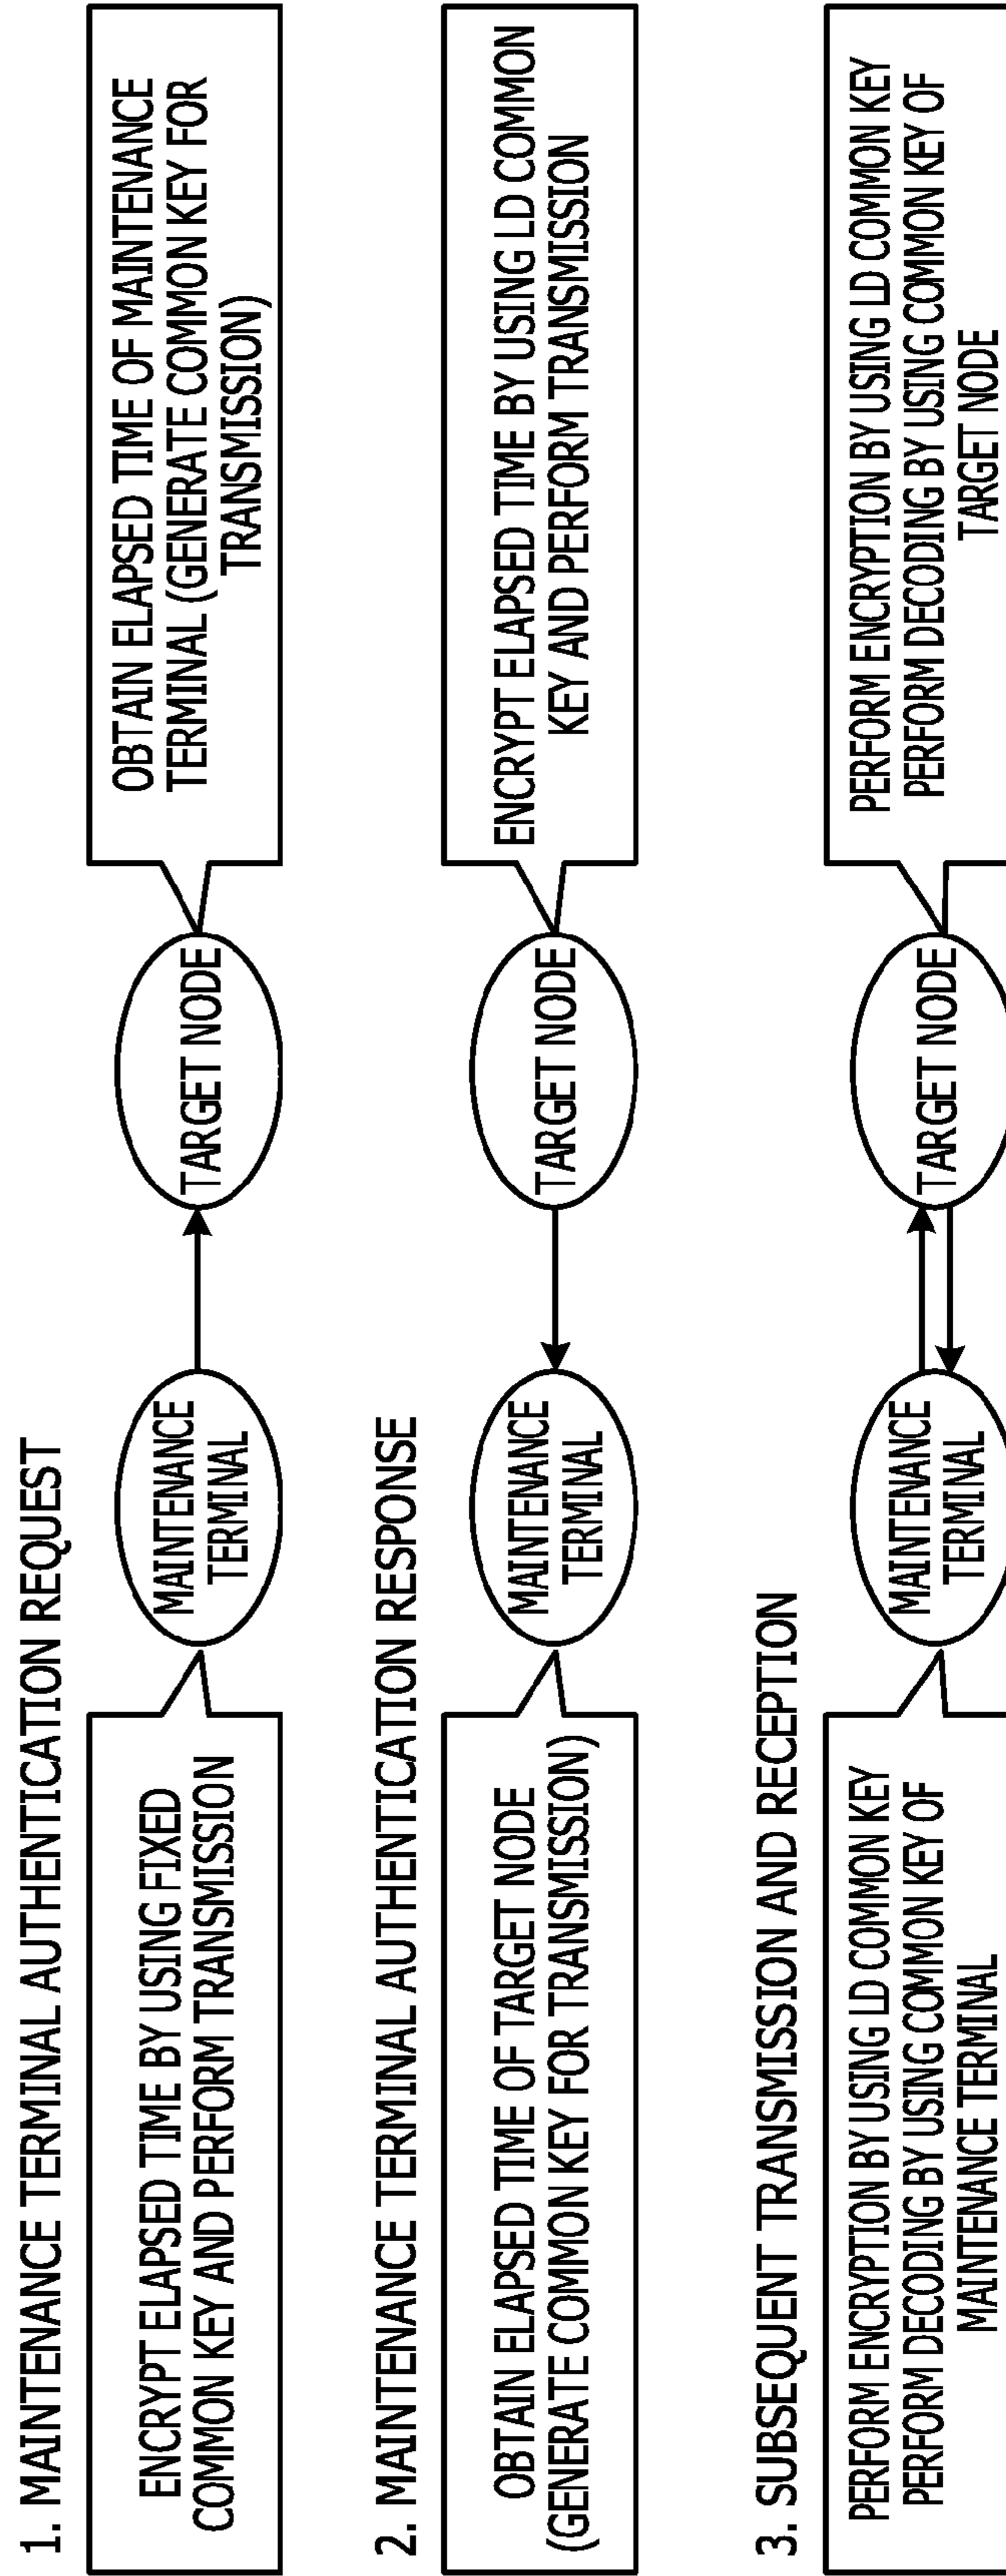 1. MAINTENANCE TERMINAL AUTHENTICATION REQUEST
ENCRYPT ELAPSED TIME BY USING FIXED
COMMON KEY AND PERFORM TRANSMISSION
MAINTENANCE
TERMINAL
TARGET NODE
OBTAIN ELAPSED TIME OF MAINTENANCE
TERMINAL (GENERATE COMMON KEY FOR
TRANSMISSION)
2. MAINTENANCE TERMINAL AUTHENTICATION RESPONSE
OBTAIN ELAPSED TIME OF TARGET NODE
(GENERATE COMMON KEY FOR TRANSMISSION)
MAINTENANCE
TERMINAL
TARGET NODE
ENCRYPT ELAPSED TIME BY USING LD COMMON
KEY AND PERFORM TRANSMISSION
3. SUBSEQUENT TRANSMISSION AND RECEPTION
PERFORM ENCRYPTION BY USING LD COMMON KEY
PERFORM DECODING BY USING COMMON KEY OF
MAINTENANCE TERMINAL
MAINTENANCE
TERMINAL
TARGET NODE
PERFORM ENCRYPTION BY USING LD COMMON KEY
PERFORM DECODING BY USING COMMON KEY OF
TARGET NODE